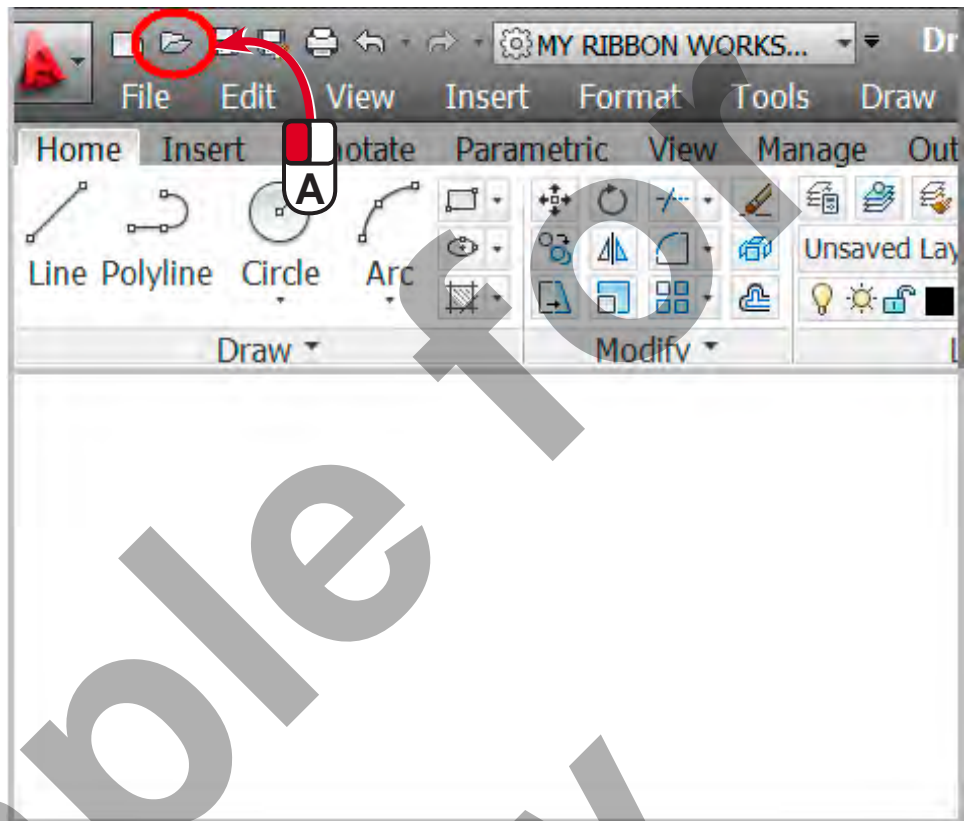 MY RIBBON WORKS... Dr
File Edit View Insert Format Tools Draw
Home Insert notate Parametric View Manage Out
A
Unsaved Lay
Line Polyline Circle Arc
Draw Modify L
ple for